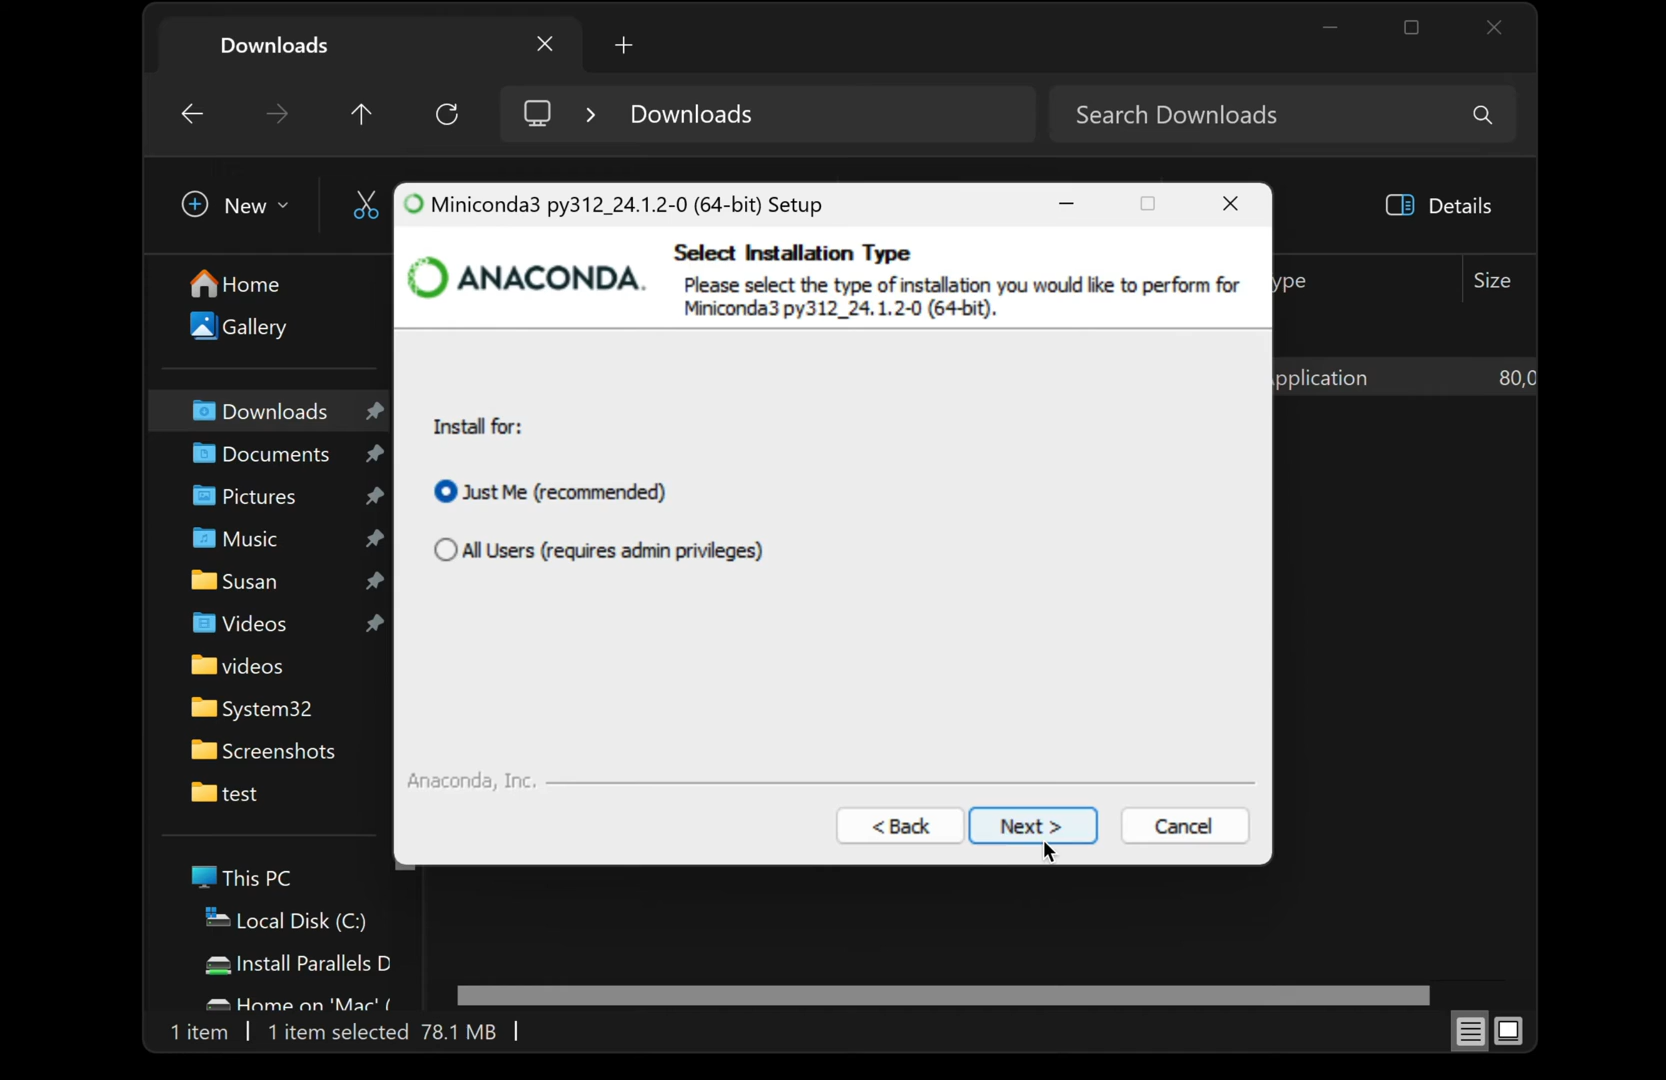 Downloads
Downloads
Search Downloads
New
Details
Miniconda3 py312_24.1.2-0 (64-bit) Setup
ANACONDA.
Select Installation Type
Please select the type of installation you would like to perform for
Miniconda3 py312_24.1.2-0 (64-bit).
Install for:
Just Me (recommended)
All Users (requires admin privileges)
Anaconda, Inc.
< Back
Next >
Cancel
ype
Size
pplication
80,0
Home
Gallery
Downloads
Documents
Pictures
Music
Susan
Videos
videos
System32
Screenshots
test
This PC
Local Disk (C:)
Install Parallels D
Home on 'Mac' (
1 item
1 item selected 78.1 MB